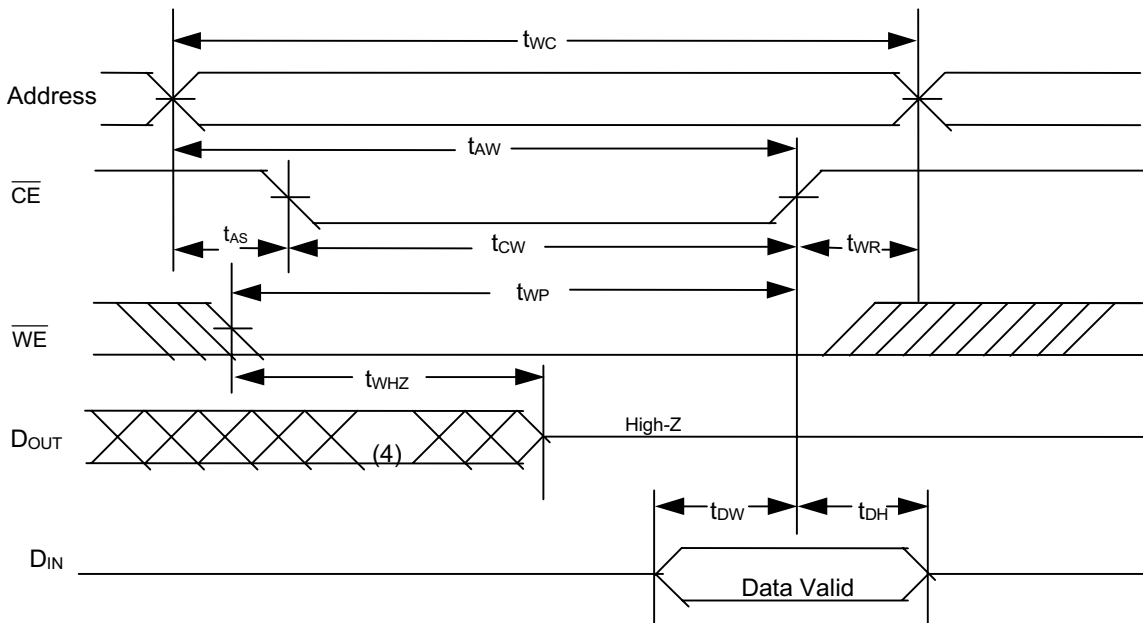 tWC
Address
tAW
CE
tAS
tCW
tWR
tWP
WE
tWHZ
DOUT
(4)
High-Z
tDW
tDH
DIN
Data Valid